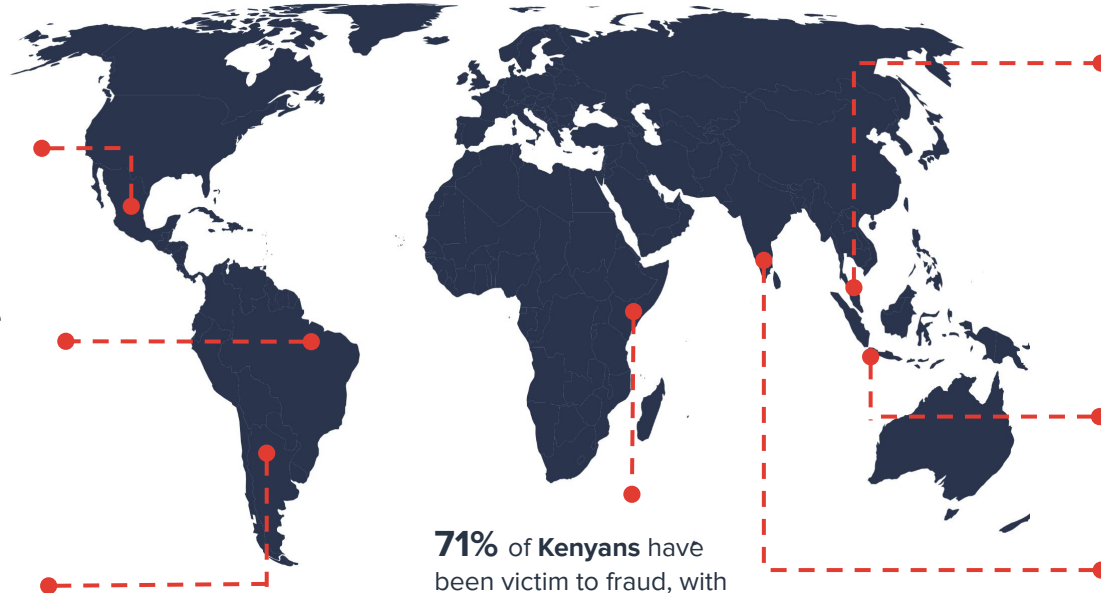 71% of Kenyans have
been victim to fraud, with